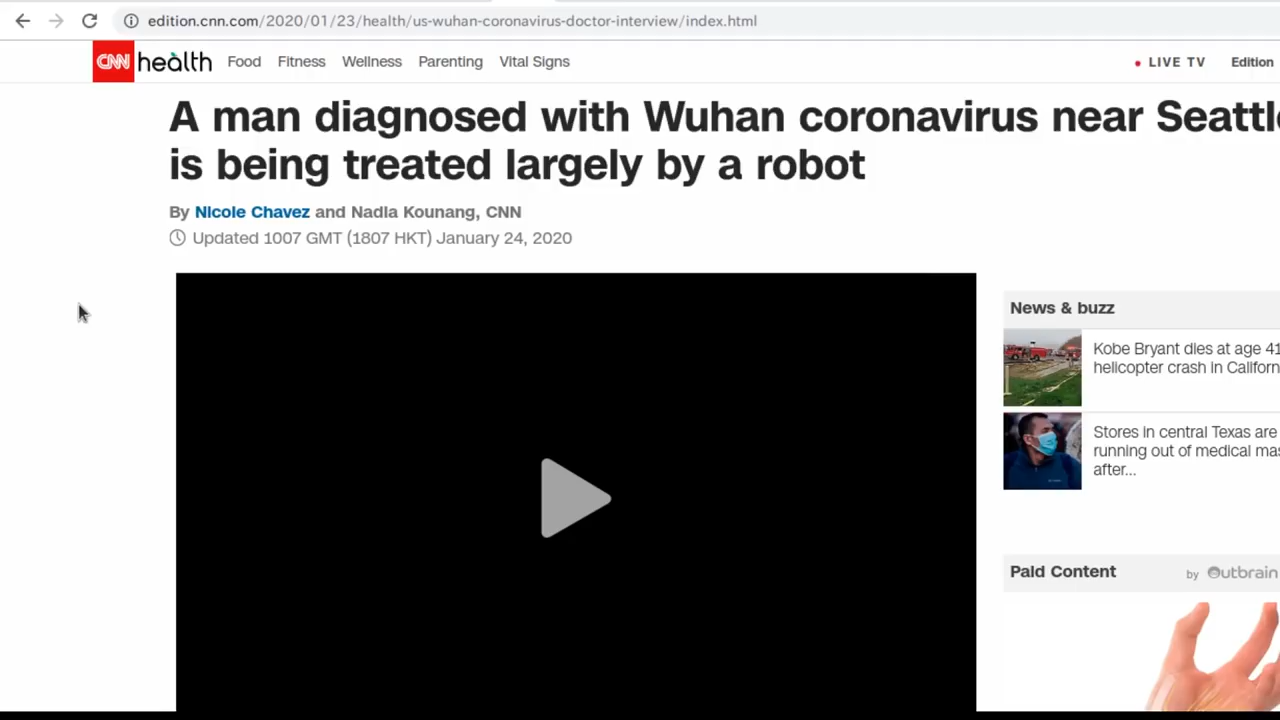 edition.cnn.com/2020/01/23/health/us-wuhan-coronavirus-doctor-interview/index.html
CNN health Food Fitness Wellness Parenting Vital Signs LIVE TV Edition
A man diagnosed with Wuhan coronavirus near Seattle
is being treated largely by a robot
By Nicole Chavez and Nadia Kounang, CNN
Updated 1007 GMT (1807 HKT) January 24, 2020
News & buzz
Kobe Bryant dies at age 41
helicopter crash in Californ
Stores in central Texas are
running out of medical mas
after...
Paid Content by Outbrain